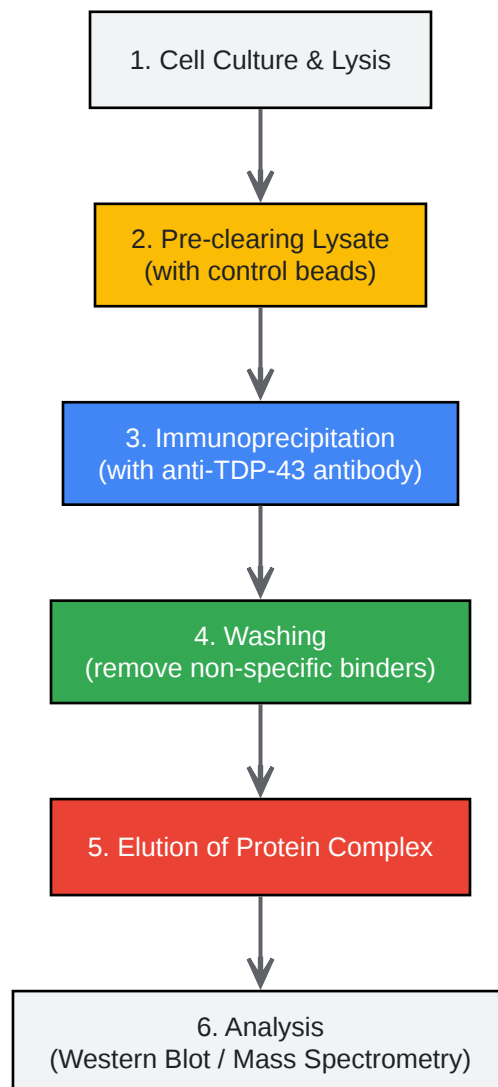 1. Cell Culture & Lysis
2. Pre-clearing Lysate
(with control beads)
3. Immunoprecipitation
(with anti-TDP-43 antibody)
4. Washing
(remove non-specific binders)
5. Elution of Protein Complex
6. Analysis
(Western Blot / Mass Spectrometry)